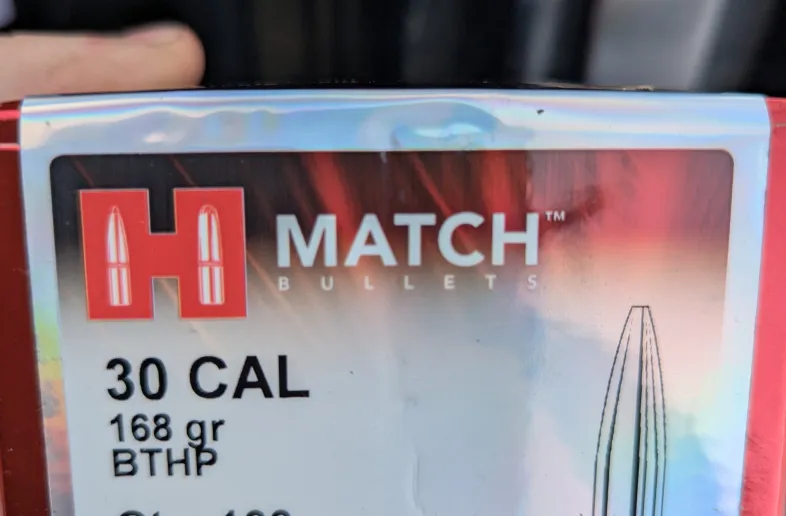 H MATCH™
BULLETS
30 CAL
168 gr
BTHP